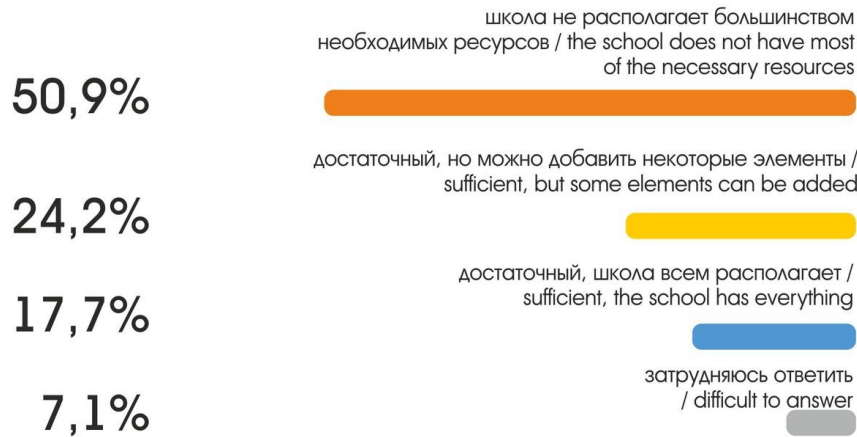 школа не располагает большинством
необходимых ресурсов / the school does not have most
of the necessary resources
50,9%
достаточный, но можно добавить некоторые элементы /
sufficient, but some elements can be added
24,2%
достаточный, школа всем располагает /
sufficient, the school has everything
17,7%
затрудняюсь ответить
/ difficult to answer
7,1%